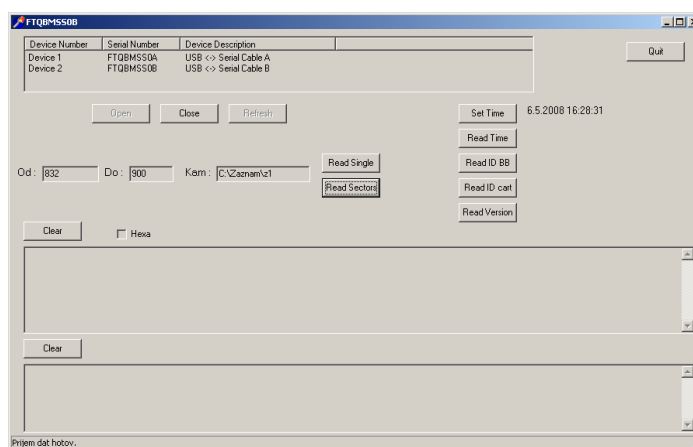 FTQBMSS0B
Device Number Serial Number Device Description
Device 1 FTQBMSS0A USB <-> Serial Cable A
Device 2 FTQBMSS0B USB <-> Serial Cable B
Quit
Open Close Refresh
Set Time 6.5.2008 16:28:31
Read Time
Od : 832 Do : 900 Kam : C:\Zaznam\z1
Read Single
Read ID BB
Read Sectors
Read ID cart
Read Version
Clear
Hexa
Clear
Prijem dat hotov.